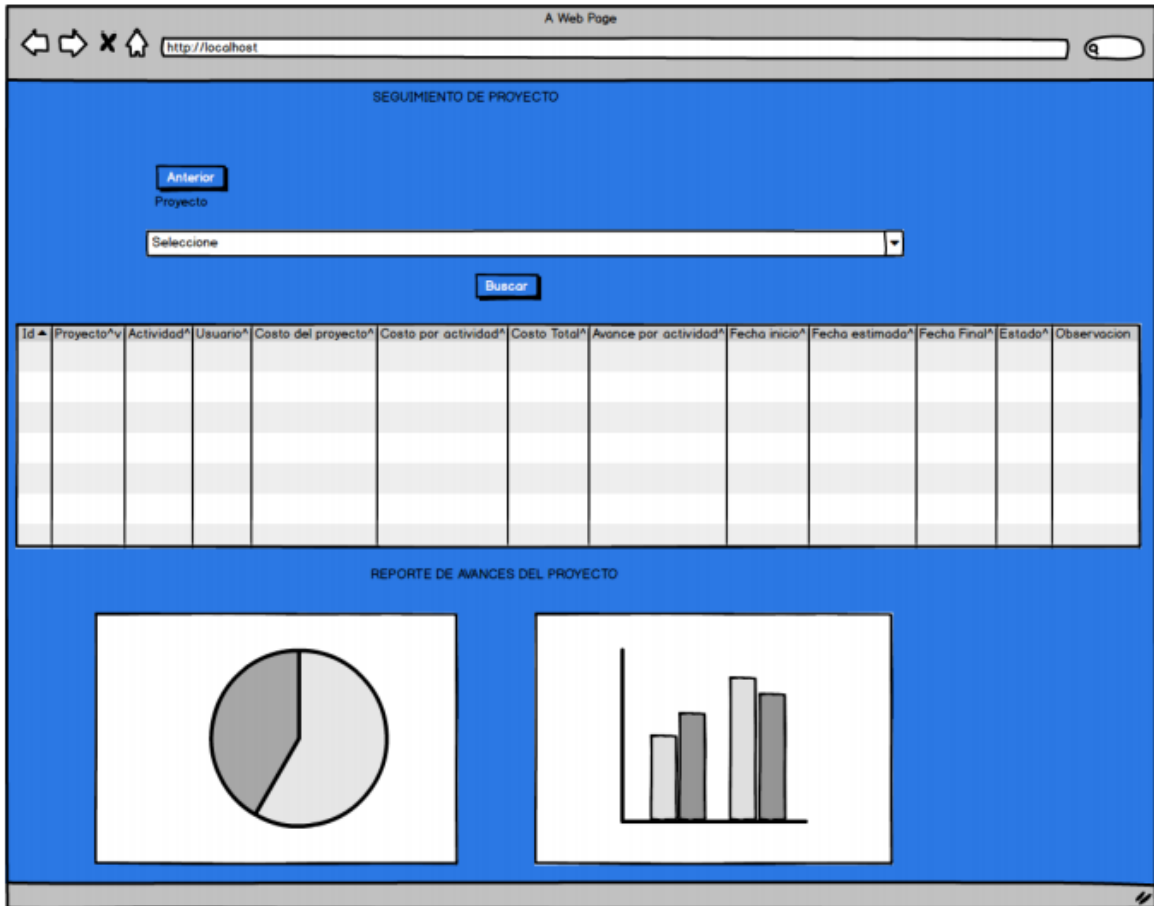 A Web Page
http://localhost
SEGUIMIENTO DE PROYECTO
Anterior
Proyecto
Seleccione
Buscar
Id Proyecto^v Actividad^ Usuario^ Costo del proyecto^ Costo por actividad^ Costo Total^ Avance por actividad^ Fecha inicio^ Fecha estimada^ Fecha Final^ Estado^ Observacion
REPORTE DE AVANCES DEL PROYECTO